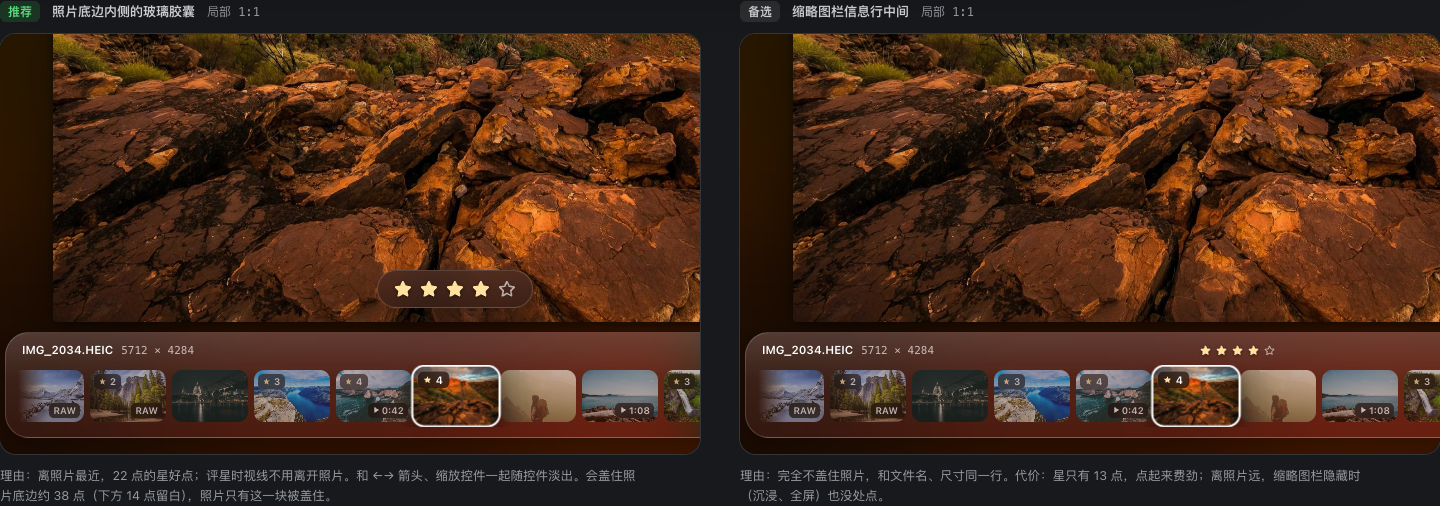 推荐 照片底边内侧的玻璃胶囊 局部 1:1
IMG_2034.HEIC 5712 × 4284
★ 2
★ 3
★ 4
★ 4
★ 3
RAW
RAW
0:42
1:08
理由：离照片最近，22 点的星好点；评星时视线不用离开照片。和 ←→ 箭头、缩放控件一起随控件淡出。会盖住照
片底边约 38 点（下方 14 点留白），照片只有这一块被盖住。
备选 缩略图栏信息行中间 局部 1:1
IMG_2034.HEIC 5712 × 4284
★ 2
★ 3
★ 4
★ 4
★ 3
RAW
RAW
0:42
1:08
理由：完全不盖住照片，和文件名、尺寸同一行。代价：星只有 13 点，点起来费劲；离照片远，缩略图栏隐藏时
（沉浸、全屏）也没处点。